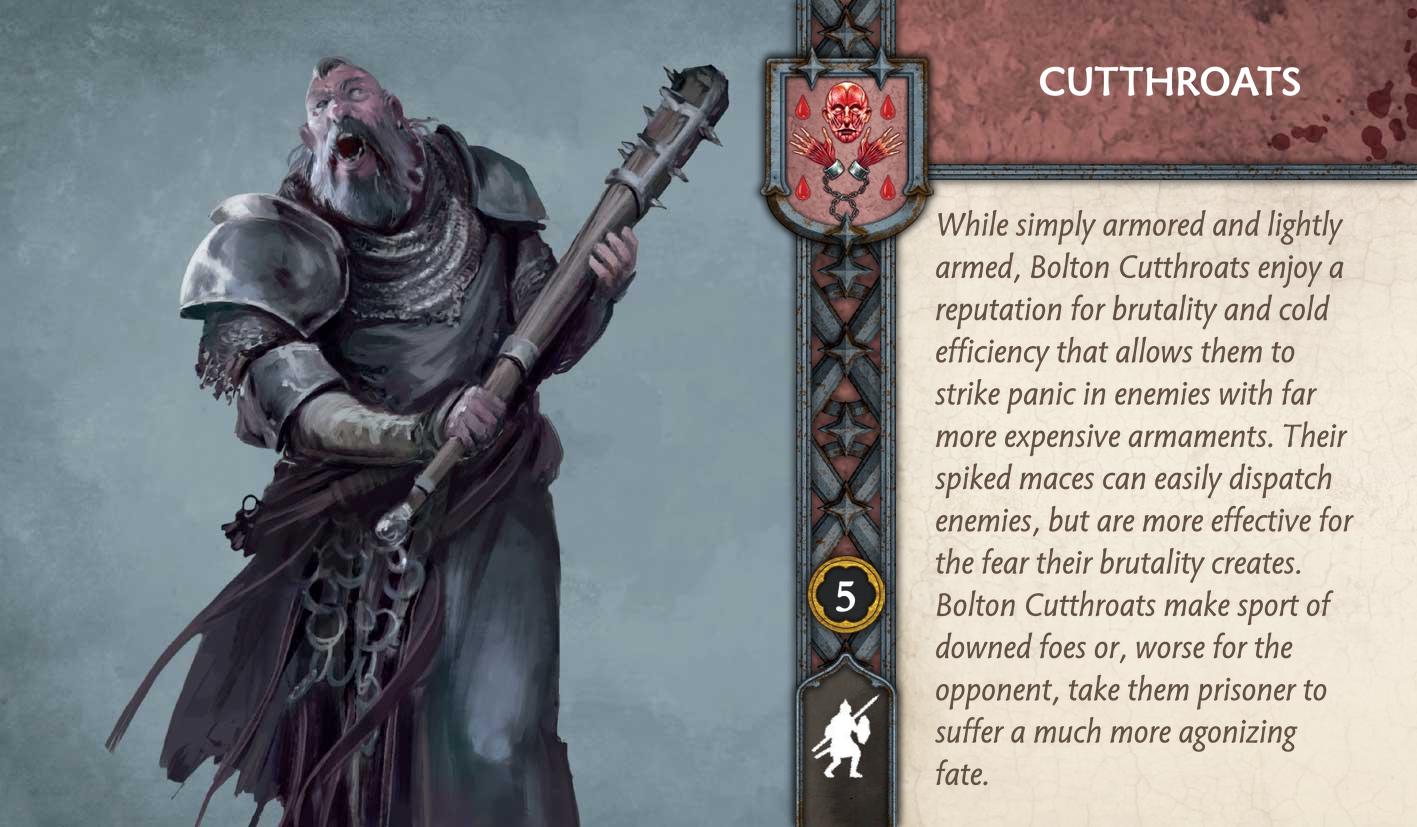 CUTTHROATS
While simply armored and lightly
armed, Bolton Cutthroats enjoy a
reputation for brutality and cold
efficiency that allows them to
strike panic in enemies with far
more expensive armaments. Their
spiked maces can easily dispatch
enemies, but are more effective for
the fear their brutality creates.
Bolton Cutthroats make sport of
downed foes or, worse for the
opponent, take them prisoner to
suffer a much more agonizing
fate.
5